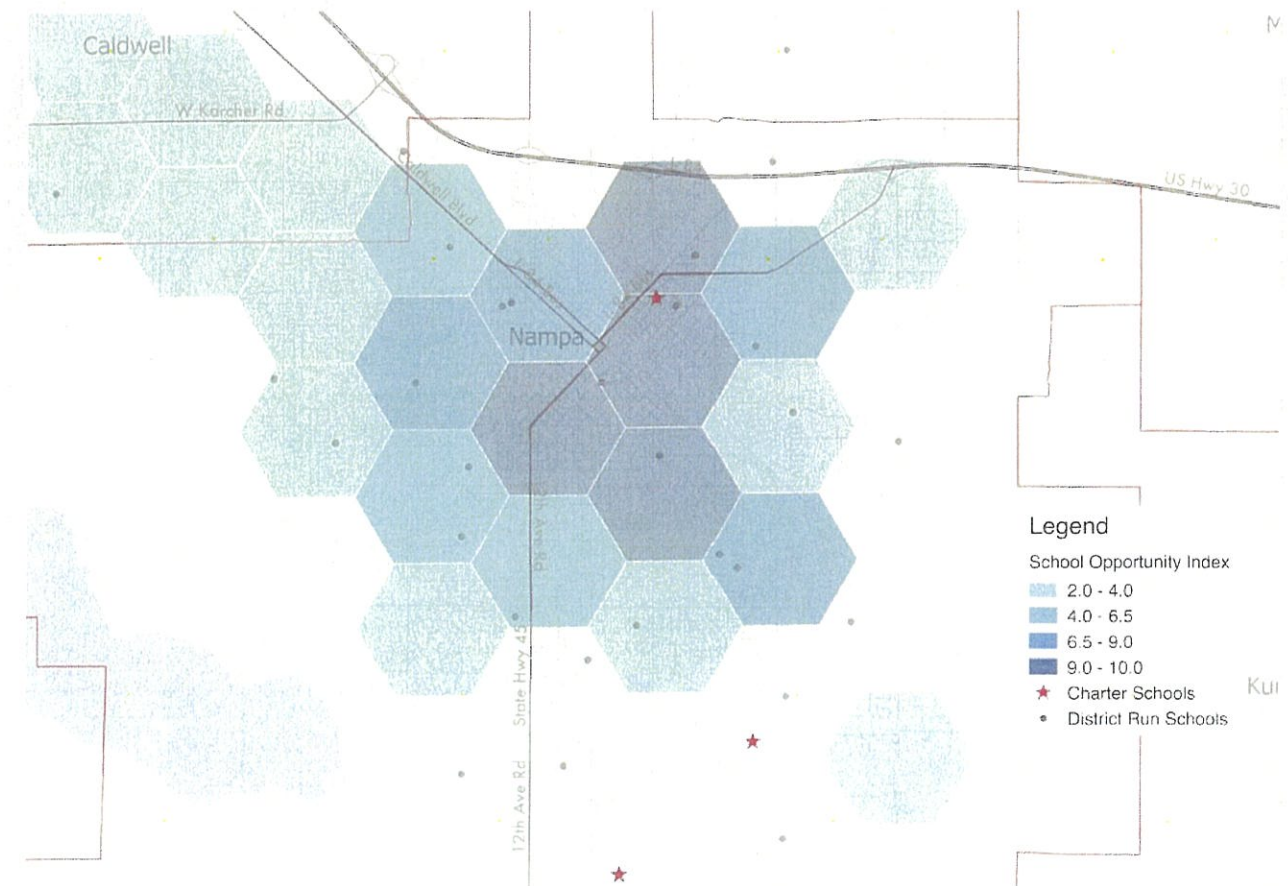 Caldwell
W Karcher Rd
US Hwy 30
Nampa
12th Ave Rd
State Hwy 45
Legend
School Opportunity Index
2.0 - 4.0
4.0 - 6.5
6.5 - 9.0
9.0 - 10.0
Charter Schools
District Run Schools